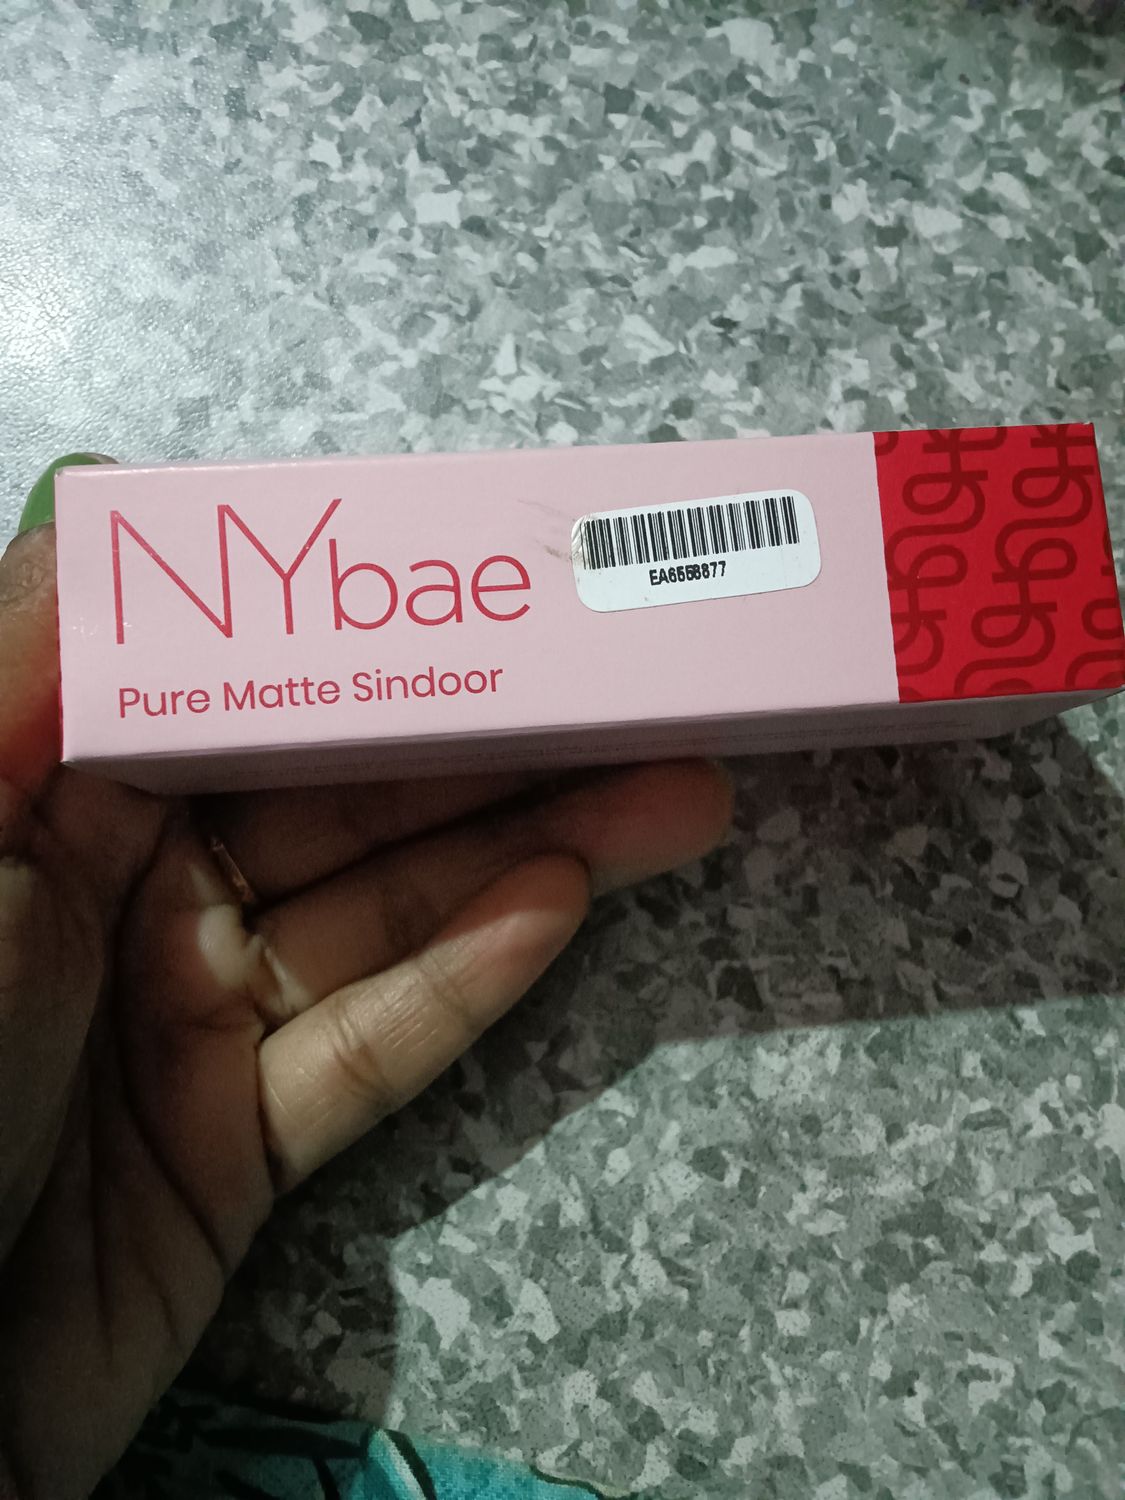 NYbae
Pure Matte Sindoor
EA6558877